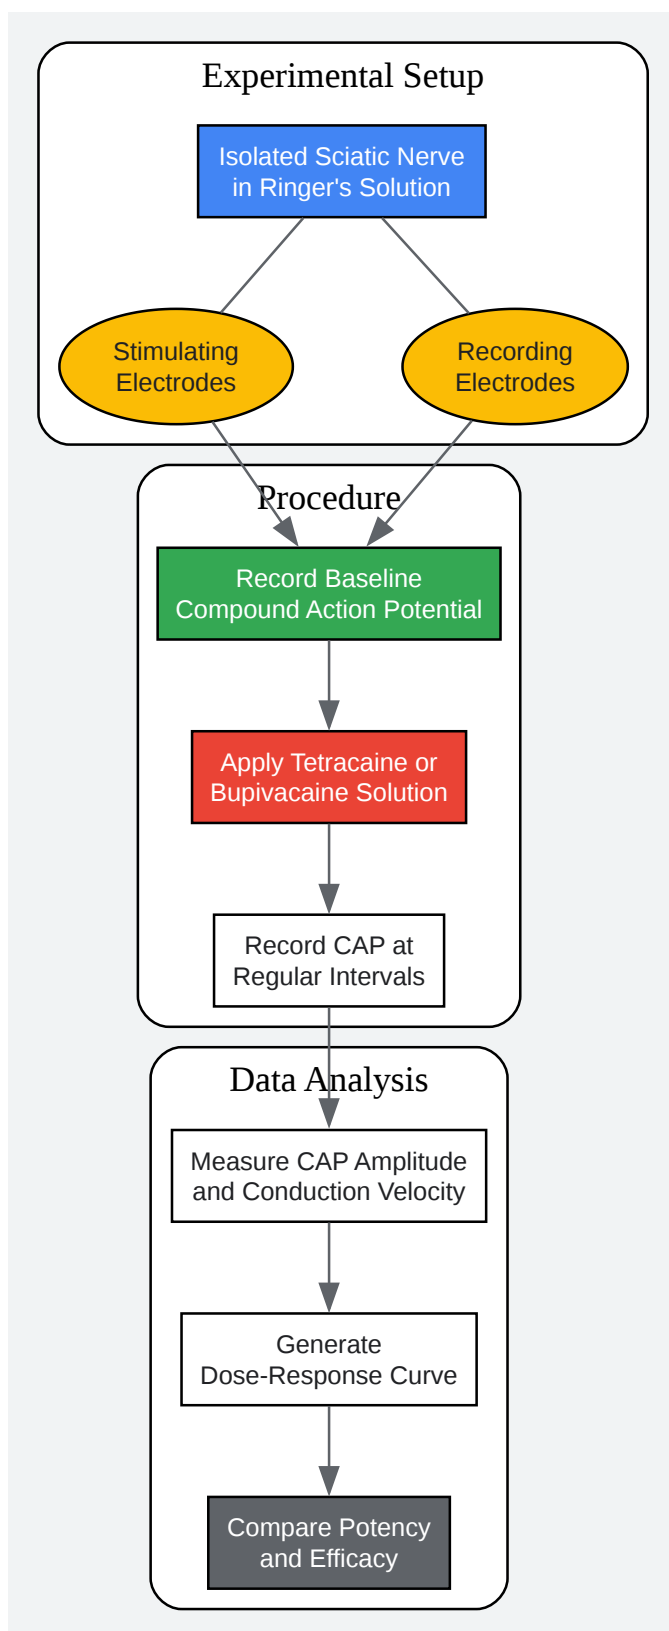 Experimental Setup
Isolated Sciatic Nerve
in Ringer's Solution
Stimulating
Electrodes
Recording
Electrodes
Procedure
Record Baseline
Compound Action Potential
Apply Tetracaine or
Bupivacaine Solution
Record CAP at
Regular Intervals
Data Analysis
Measure CAP Amplitude
and Conduction Velocity
Generate
Dose-Response Curve
Compare Potency
and Efficacy